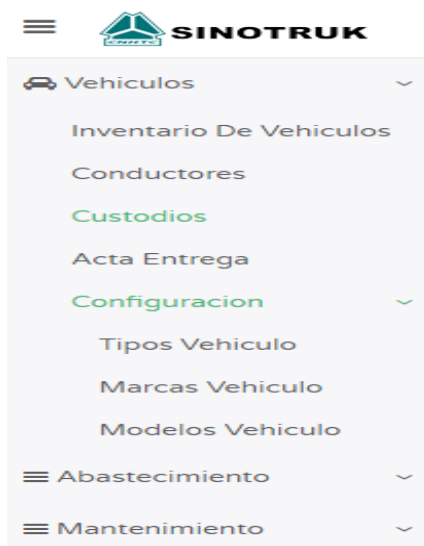 CNHTC
SINOTRUK
Vehiculos
Inventario De Vehiculos
Conductores
Custodios
Acta Entrega
Configuracion
Tipos Vehiculo
Marcas Vehiculo
Modelos Vehiculo
Abastecimiento
Mantenimiento